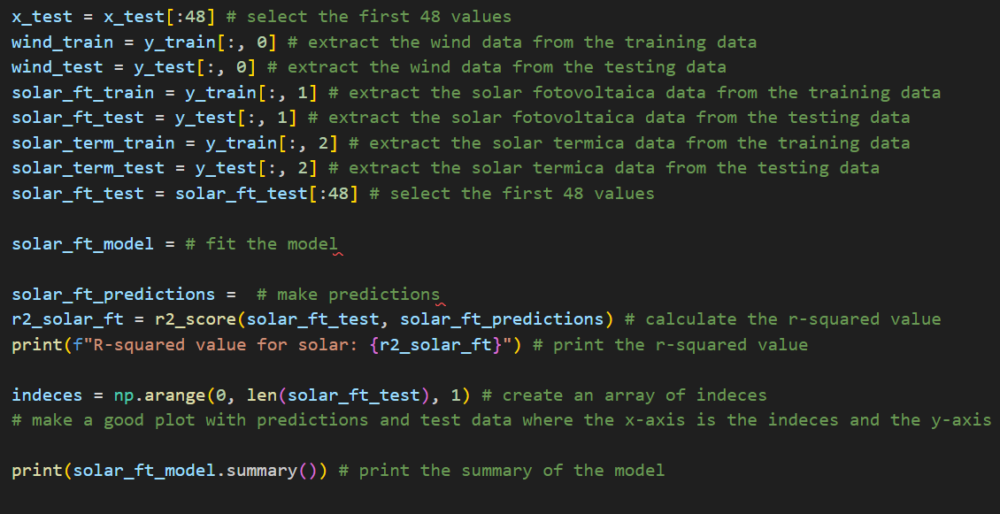 x_test = x_test[:48] # select the first 48 values
wind_train = y_train[:, 0] # extract the wind data from the training data
wind_test = y_test[:, 0] # extract the wind data from the testing data
solar_ft_train = y_train[:, 1] # extract the solar fotovoltaica data from the training data
solar_ft_test = y_test[:, 1] # extract the solar fotovoltaica data from the testing data
solar_term_train = y_train[:, 2] # extract the solar termica data from the training data
solar_term_test = y_test[:, 2] # extract the solar termica data from the testing data
solar_ft_test = solar_ft_test[:48] # select the first 48 values
solar_ft_model = # fit the model
solar_ft_predictions =  # make predictions
r2_solar_ft = r2_score(solar_ft_test, solar_ft_predictions) # calculate the r-squared value
print(f"R-squared value for solar: {r2_solar_ft}") # print the r-squared value
indeces = np.arange(0, len(solar_ft_test), 1) # create an array of indeces
# make a good plot with predictions and test data where the x-axis is the indeces and the y-axis
print(solar_ft_model.summary()) # print the summary of the model